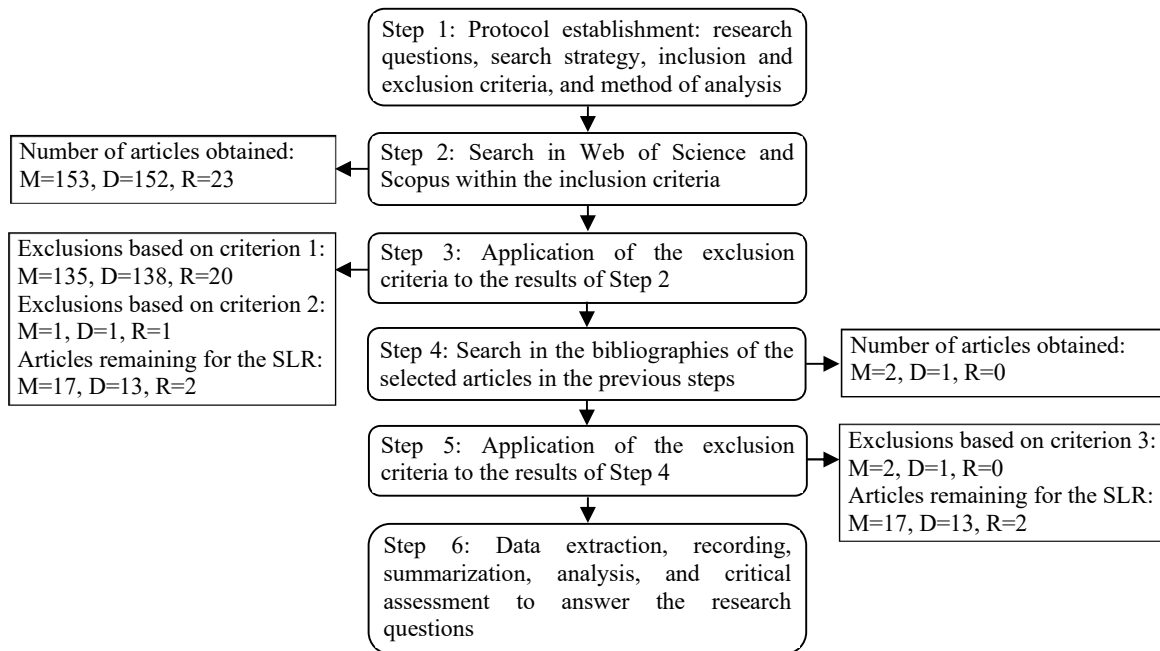 Step 1: Protocol establishment: research
questions, search strategy, inclusion and
exclusion criteria, and method of analysis
Number of articles obtained:
M=153, D=152, R=23
Step 2: Search in Web of Science and
Scopus within the inclusion criteria
Exclusions based on criterion 1:
M=135, D=138, R=20
Exclusions based on criterion 2:
M=1, D=1, R=1
Articles remaining for the SLR:
M=17, D=13, R=2
Step 3: Application of the exclusion
criteria to the results of Step 2
Step 4: Search in the bibliographies of the
selected articles in the previous steps
Number of articles obtained:
M=2, D=1, R=0
Step 5: Application of the exclusion
criteria to the results of Step 4
Exclusions based on criterion 3:
M=2, D=1, R=0
Articles remaining for the SLR:
M=17, D=13, R=2
Step 6: Data extraction, recording,
summarization, analysis, and critical
assessment to answer the research
questions